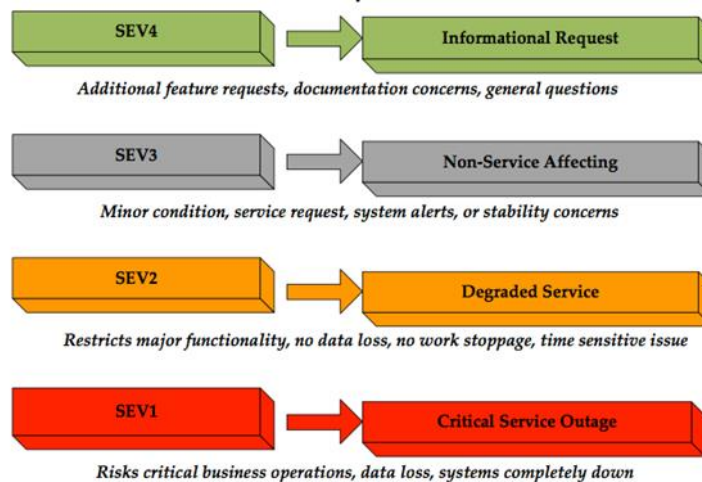 SEV4
Informational Request
Additional feature requests, documentation concerns, general questions
SEV3
Non-Service Affecting
Minor condition, service request, system alerts, or stability concerns
SEV2
Degraded Service
Restricts major functionality, no data loss, no work stoppage, time sensitive issue
SEV1
Critical Service Outage
Risks critical business operations, data loss, systems completely down